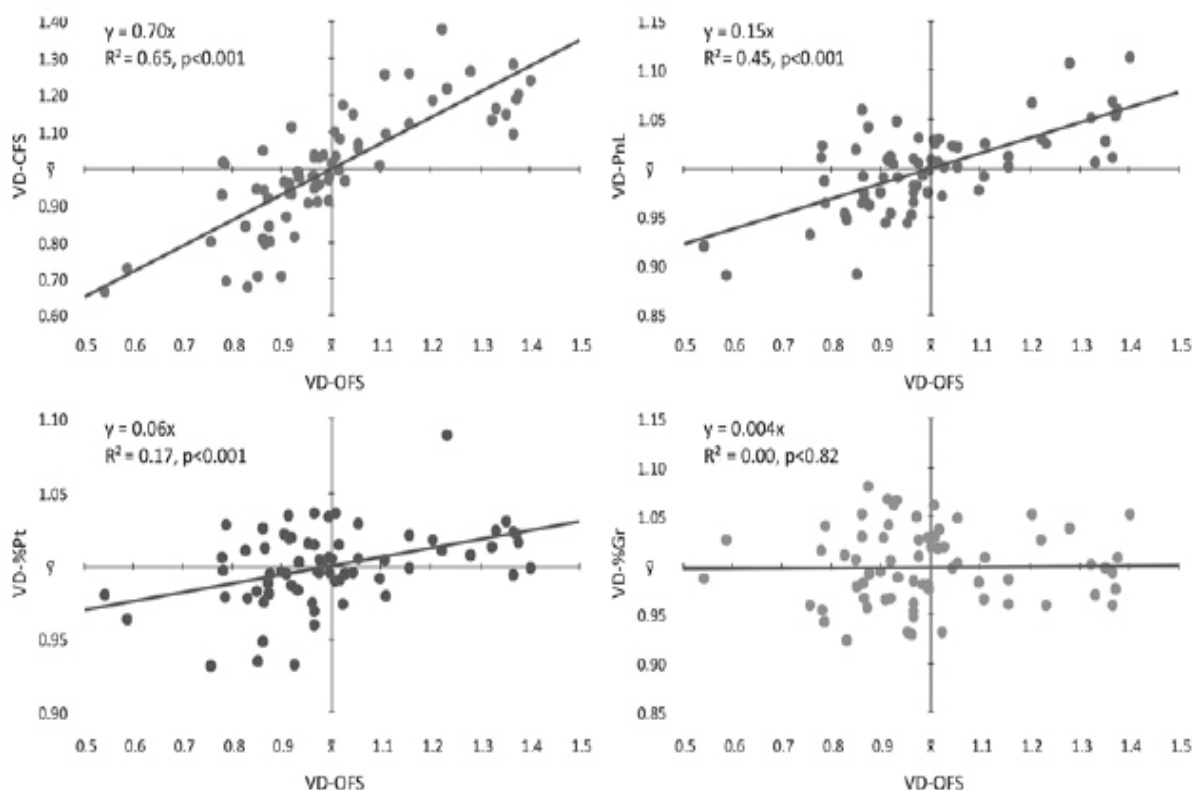 y = 0.70x
R² = 0.65, p<0.001
VD-CFS
1.40
1.30
1.20
1.10
ȳ
0.90
0.80
0.70
0.60
0.5 0.6 0.7 0.8 0.9 x̄ 1.1 1.2 1.3 1.4 1.5
VD-OFS
y = 0.15x
R² = 0.45, p<0.001
VD-PnL
1.15
1.10
1.05
ȳ
0.95
0.90
0.85
0.5 0.6 0.7 0.8 0.9 x̄ 1.1 1.2 1.3 1.4 1.5
VD-OFS
y = 0.06x
R² = 0.17, p<0.001
VD-%Pt
1.10
1.05
ȳ
0.95
0.90
0.5 0.6 0.7 0.8 0.9 x̄ 1.1 1.2 1.3 1.4 1.5
VD-OFS
y = 0.004x
R² = 0.00, p<0.82
VD-%Gr
1.15
1.10
1.05
ȳ
0.95
0.90
0.85
0.5 0.6 0.7 0.8 0.9 x̄ 1.1 1.2 1.3 1.4 1.5
VD-OFS